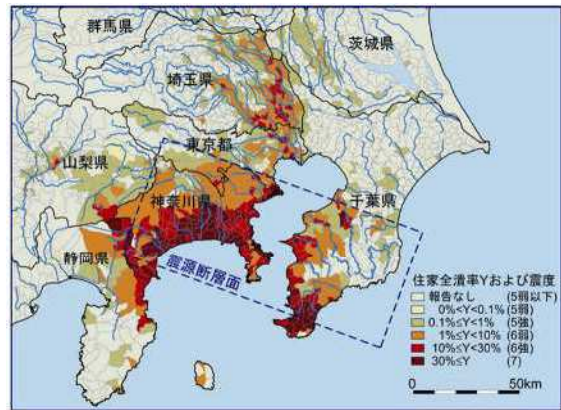 群馬県
茨城県
埼玉県
東京都
山梨県
神奈川県
千葉県
静岡県
震源断層面
住家全潰率Yおよび震度
報告なし (5弱以下)
0%<Y<0.1% (5弱)
0.1%≤Y<1% (5強)
1%≤Y<10% (6弱)
10%≤Y<30% (6強)
30%≤Y (7)
0 50km